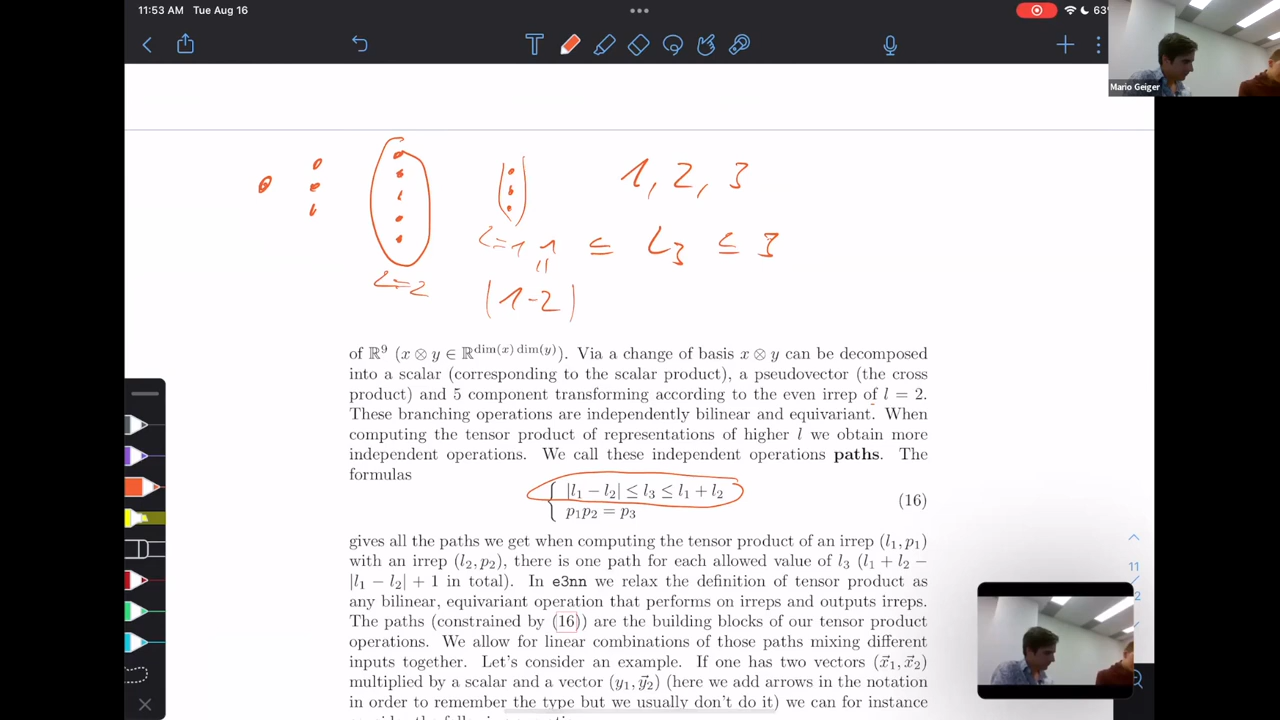 11:53 AM Tue Aug 16
63%
T
Mario Geiger
1, 2, 3
L=1 1 ≤ L3 ≤ 3
L=2
|1-2|
of ℝ⁹ (x ⊗ y ∈ ℝ^{dim(x) dim(y)}). Via a change of basis x ⊗ y can be decomposed
into a scalar (corresponding to the scalar product), a pseudovector (the cross
product) and 5 component transforming according to the even irrep of l = 2.
These branching operations are independently bilinear and equivariant. When
computing the tensor product of representations of higher l we obtain more
independent operations. We call these independent operations paths. The
formulas
{ |l₁ − l₂| ≤ l₃ ≤ l₁ + l₂
p₁p₂ = p₃
(16)
gives all the paths we get when computing the tensor product of an irrep (l₁, p₁)
with an irrep (l₂, p₂), there is one path for each allowed value of l₃ (l₁ + l₂ −
|l₁ − l₂| + 1 in total). In e3nn we relax the definition of tensor product as
any bilinear, equivariant operation that performs on irreps and outputs irreps.
The paths (constrained by (16)) are the building blocks of our tensor product
operations. We allow for linear combinations of those paths mixing different
inputs together. Let's consider an example. If one has two vectors (x⃗₁, x⃗₂)
multiplied by a scalar and a vector (y₁, y⃗₂) (here we add arrows in the notation
in order to remember the type but we usually don't do it) we can for instance
11